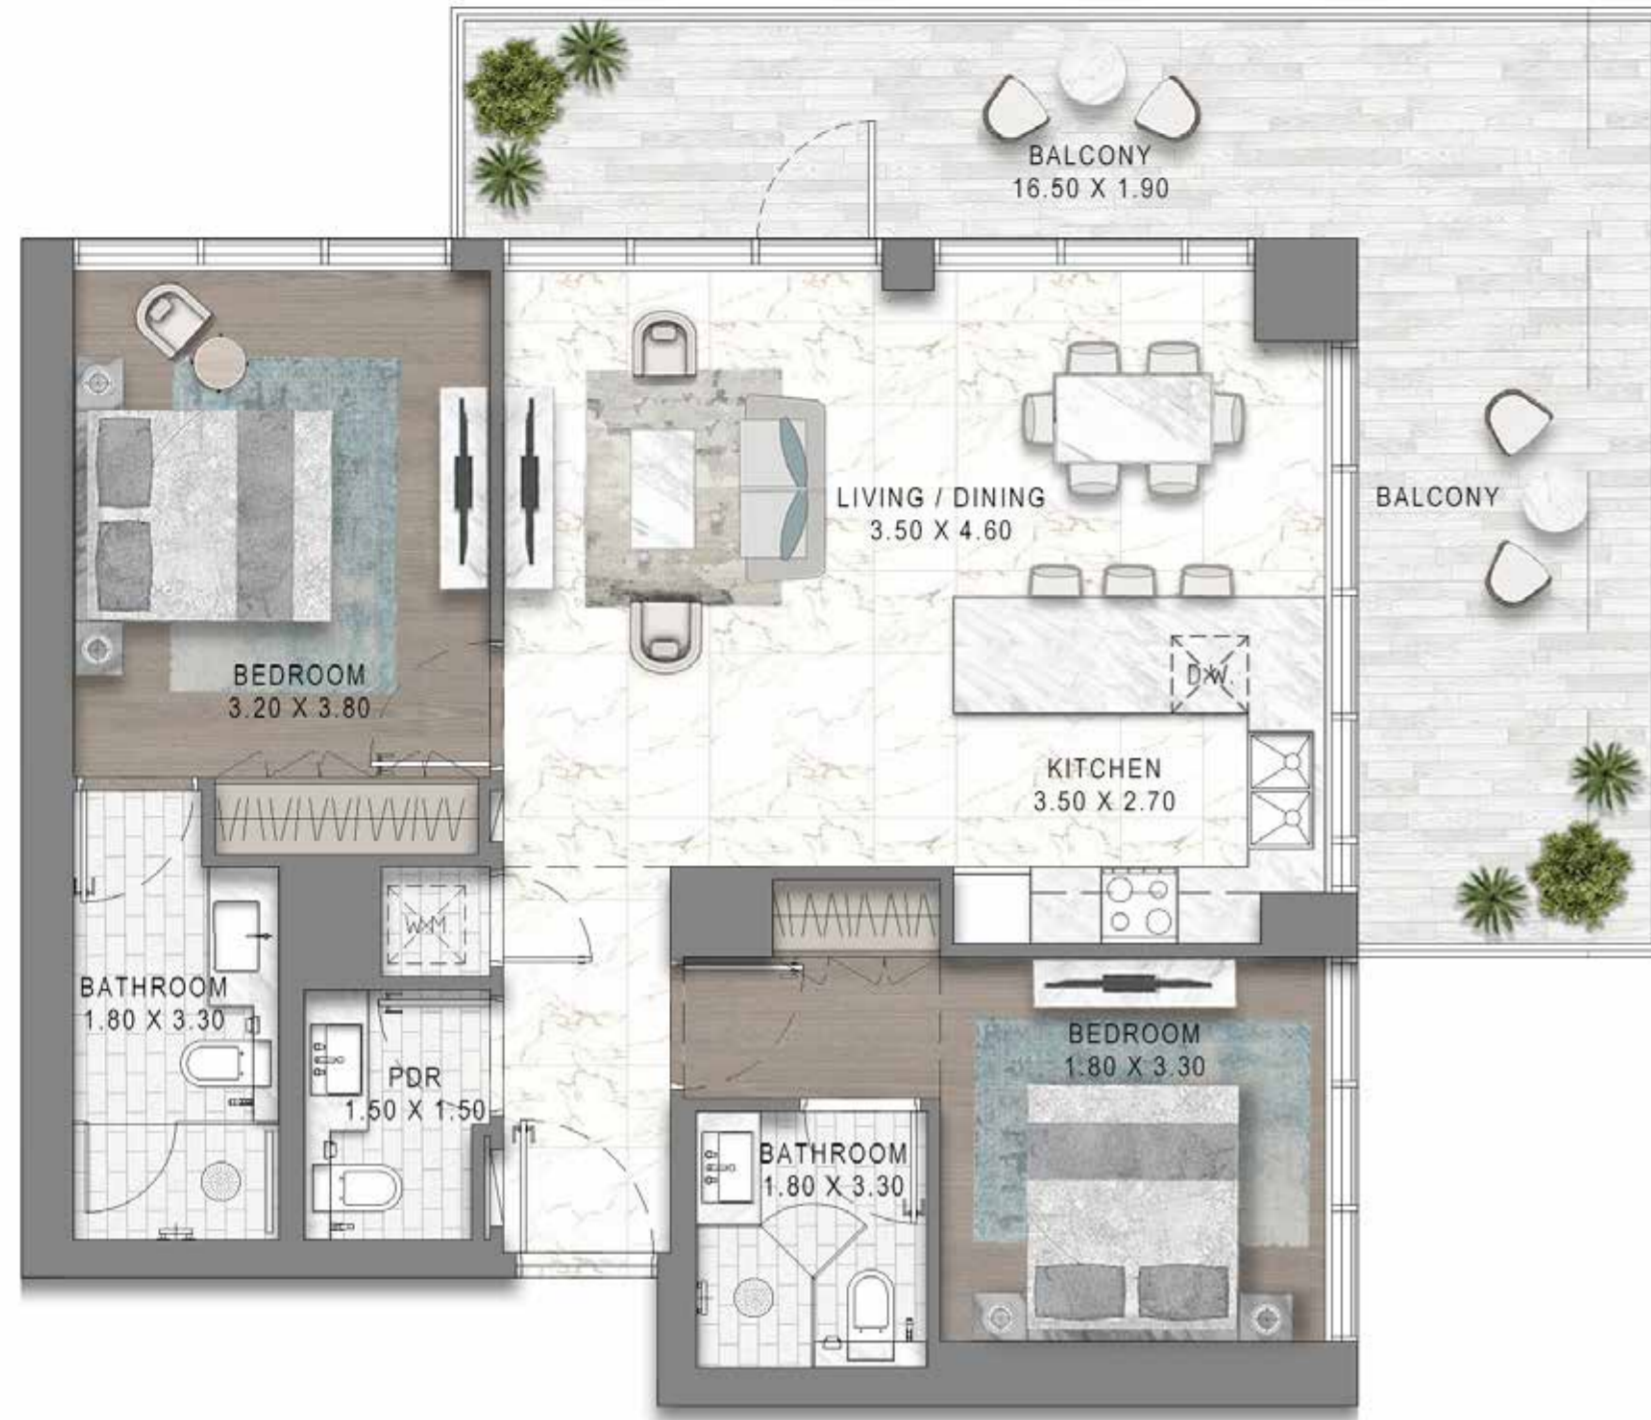 BALCONY
16.50 X 1.90
LIVING / DINING
3.50 X 4.60
BALCONY
BEDROOM
3.20 X 3.80
D.W.
KITCHEN
3.50 X 2.70
W.M
BATHROOM
1.80 X 3.30
PDR
1.50 X 1.50
BEDROOM
1.80 X 3.30
BATHROOM
1.80 X 3.30